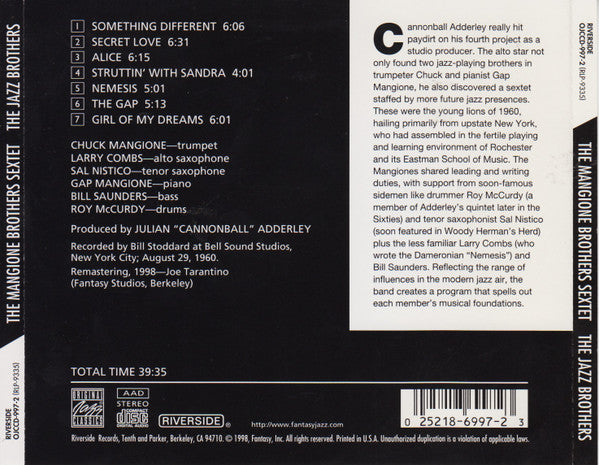 THE MANGIONE BROTHERS SEXTET THE JAZZ BROTHERS
RIVERSIDE
OJCCD-997-2 (RLP-9335)
1 SOMETHING DIFFERENT 6:06
2 SECRET LOVE 6:31
3 ALICE 6:15
4 STRUTTIN' WITH SANDRA 4:01
5 NEMESIS 5:01
6 THE GAP 5:13
7 GIRL OF MY DREAMS 6:01
CHUCK MANGIONE—trumpet
LARRY COMBS—alto saxophone
SAL NISTICO—tenor saxophone
GAP MANGIONE—piano
BILL SAUNDERS—bass
ROY McCURDY—drums
Produced by JULIAN "CANNONBALL" ADDERLEY
Recorded by Bill Stoddard at Bell Sound Studios,
New York City; August 29, 1960.
Remastering, 1998—Joe Tarantino
(Fantasy Studios, Berkeley)
TOTAL TIME 39:35
Cannonball Adderley really hit
paydirt on his fourth project as a
studio producer. The alto star not
only found two jazz-playing brothers in
trumpeter Chuck and pianist Gap
Mangione, he also discovered a sextet
staffed by more future jazz presences.
These were the young lions of 1960,
hailing primarily from upstate New York,
who had assembled in the fertile playing
and learning environment of Rochester
and its Eastman School of Music. The
Mangiones shared leading and writing
duties, with support from soon-famous
sidemen like drummer Roy McCurdy (a
member of Adderley's quintet later in the
Sixties) and tenor saxophonist Sal Nistico
(soon featured in Woody Herman's Herd)
plus the less familiar Larry Combs (who
wrote the Dameronian "Nemesis") and
Bill Saunders. Reflecting the range of
influences in the modern jazz air, the
band creates a program that spells out
each member's musical foundations.
ORIGINAL
Jazz
CLASSICS
AAD
STEREO
COMPACT
disc
DIGITAL AUDIO
RIVERSIDE
http://www.fantasyjazz.com
0 25218-6997-2 3
Riverside Records, Tenth and Parker, Berkeley, CA 94710. © 1998, Fantasy, Inc. All rights reserved. Printed in U.S.A. Unauthorized duplication is a violation of applicable laws.
RIVERSIDE
OJCCD-997-2 (RLP-9335)
THE MANGIONE BROTHERS SEXTET THE JAZZ BROTHERS